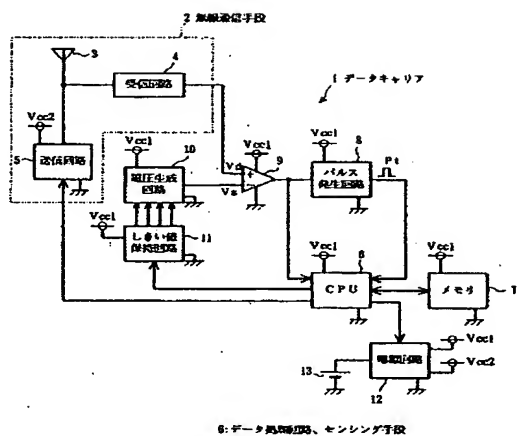 2 無線通信手段
3
4
受信回路
1 データキャリア
Vcc2
5
送信回路
Vcc1
10
電圧生成
回路
Vd
Vs
+
-
Vcc1
9
Vcc1
8
パルス
発生回路
Pt
Vcc1
しきい値
保持回路
11
Vcc1
6
CPU
Vcc1
メモリ
7
13
電源回路
12
Vcc1
Vcc2
6:データ処理回路、センシング手段